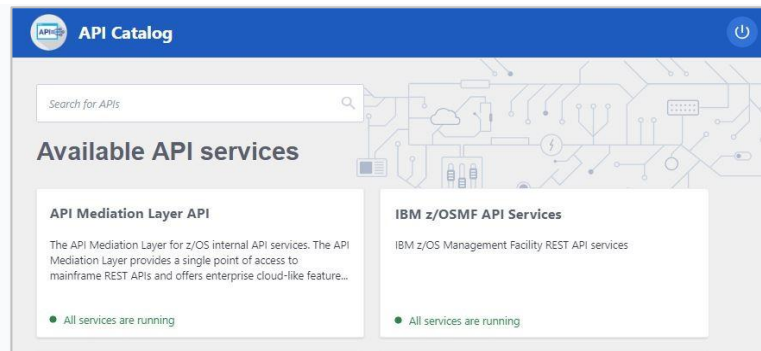 API
API Catalog
Search for APIs
Available API services
API Mediation Layer API
The API Mediation Layer for z/OS internal API services. The API
Mediation Layer provides a single point of access to
mainframe REST APIs and offers enterprise cloud-like feature...
All services are running
IBM z/OSMF API Services
IBM z/OS Management Facility REST API services
All services are running